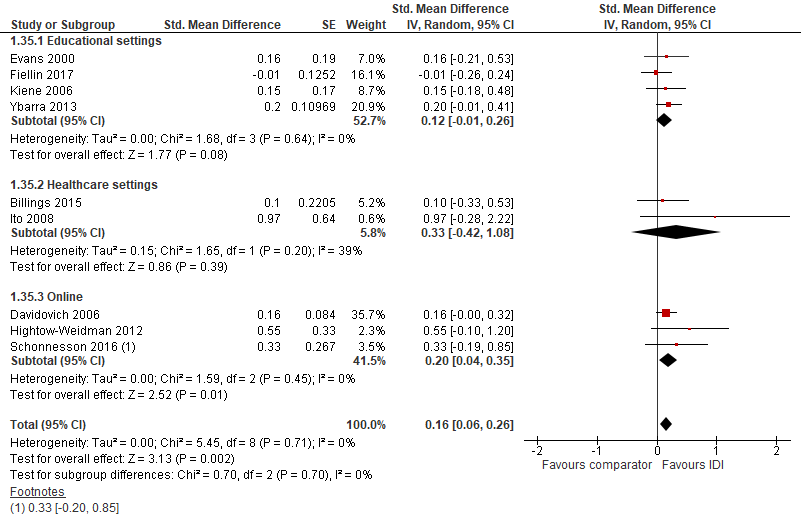 Std. Mean Difference Std. Mean Difference
Study or Subgroup Std. Mean Difference SE Weight IV, Random, 95% CI IV, Random, 95% CI
1.35.1 Educational settings
Evans 2000 0.16 0.19 7.0% 0.16 [-0.21, 0.53]
Fiellin 2017 -0.01 0.1252 16.1% -0.01 [-0.26, 0.24]
Kiene 2006 0.15 0.17 8.7% 0.15 [-0.18, 0.48]
Ybarra 2013 0.2 0.10969 20.9% 0.20 [-0.01, 0.41]
Subtotal (95% CI) 52.7% 0.12 [-0.01, 0.26]
Heterogeneity: Tau² = 0.00; Chi² = 1.68, df = 3 (P = 0.64); I² = 0%
Test for overall effect: Z = 1.77 (P = 0.08)
1.35.2 Healthcare settings
Billings 2015 0.1 0.2205 5.2% 0.10 [-0.33, 0.53]
Ito 2008 0.97 0.64 0.6% 0.97 [-0.28, 2.22]
Subtotal (95% CI) 5.8% 0.33 [-0.42, 1.08]
Heterogeneity: Tau² = 0.15; Chi² = 1.65, df = 1 (P = 0.20); I² = 39%
Test for overall effect: Z = 0.86 (P = 0.39)
1.35.3 Online
Davidovich 2006 0.16 0.084 35.7% 0.16 [-0.00, 0.32]
Hightow-Weidman 2012 0.55 0.33 2.3% 0.55 [-0.10, 1.20]
Schonnesson 2016 (1) 0.33 0.267 3.5% 0.33 [-0.19, 0.85]
Subtotal (95% CI) 41.5% 0.20 [0.04, 0.35]
Heterogeneity: Tau² = 0.00; Chi² = 1.59, df = 2 (P = 0.45); I² = 0%
Test for overall effect: Z = 2.52 (P = 0.01)
Total (95% CI) 100.0% 0.16 [0.06, 0.26]
Heterogeneity: Tau² = 0.00; Chi² = 5.45, df = 8 (P = 0.71); I² = 0%
Test for overall effect: Z = 3.13 (P = 0.002)
Test for subgroup differences: Chi² = 0.70, df = 2 (P = 0.70), I² = 0%
-2 -1 0 1 2
Favours comparator Favours IDI
Footnotes
(1) 0.33 [-0.20, 0.85]